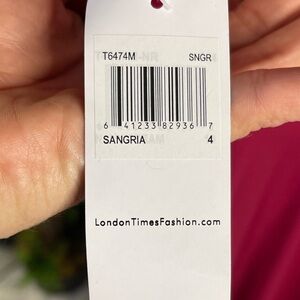 T6474M SNGR
6 41233 82936 7
SANGRIA 4
LondonTimesFashion.com